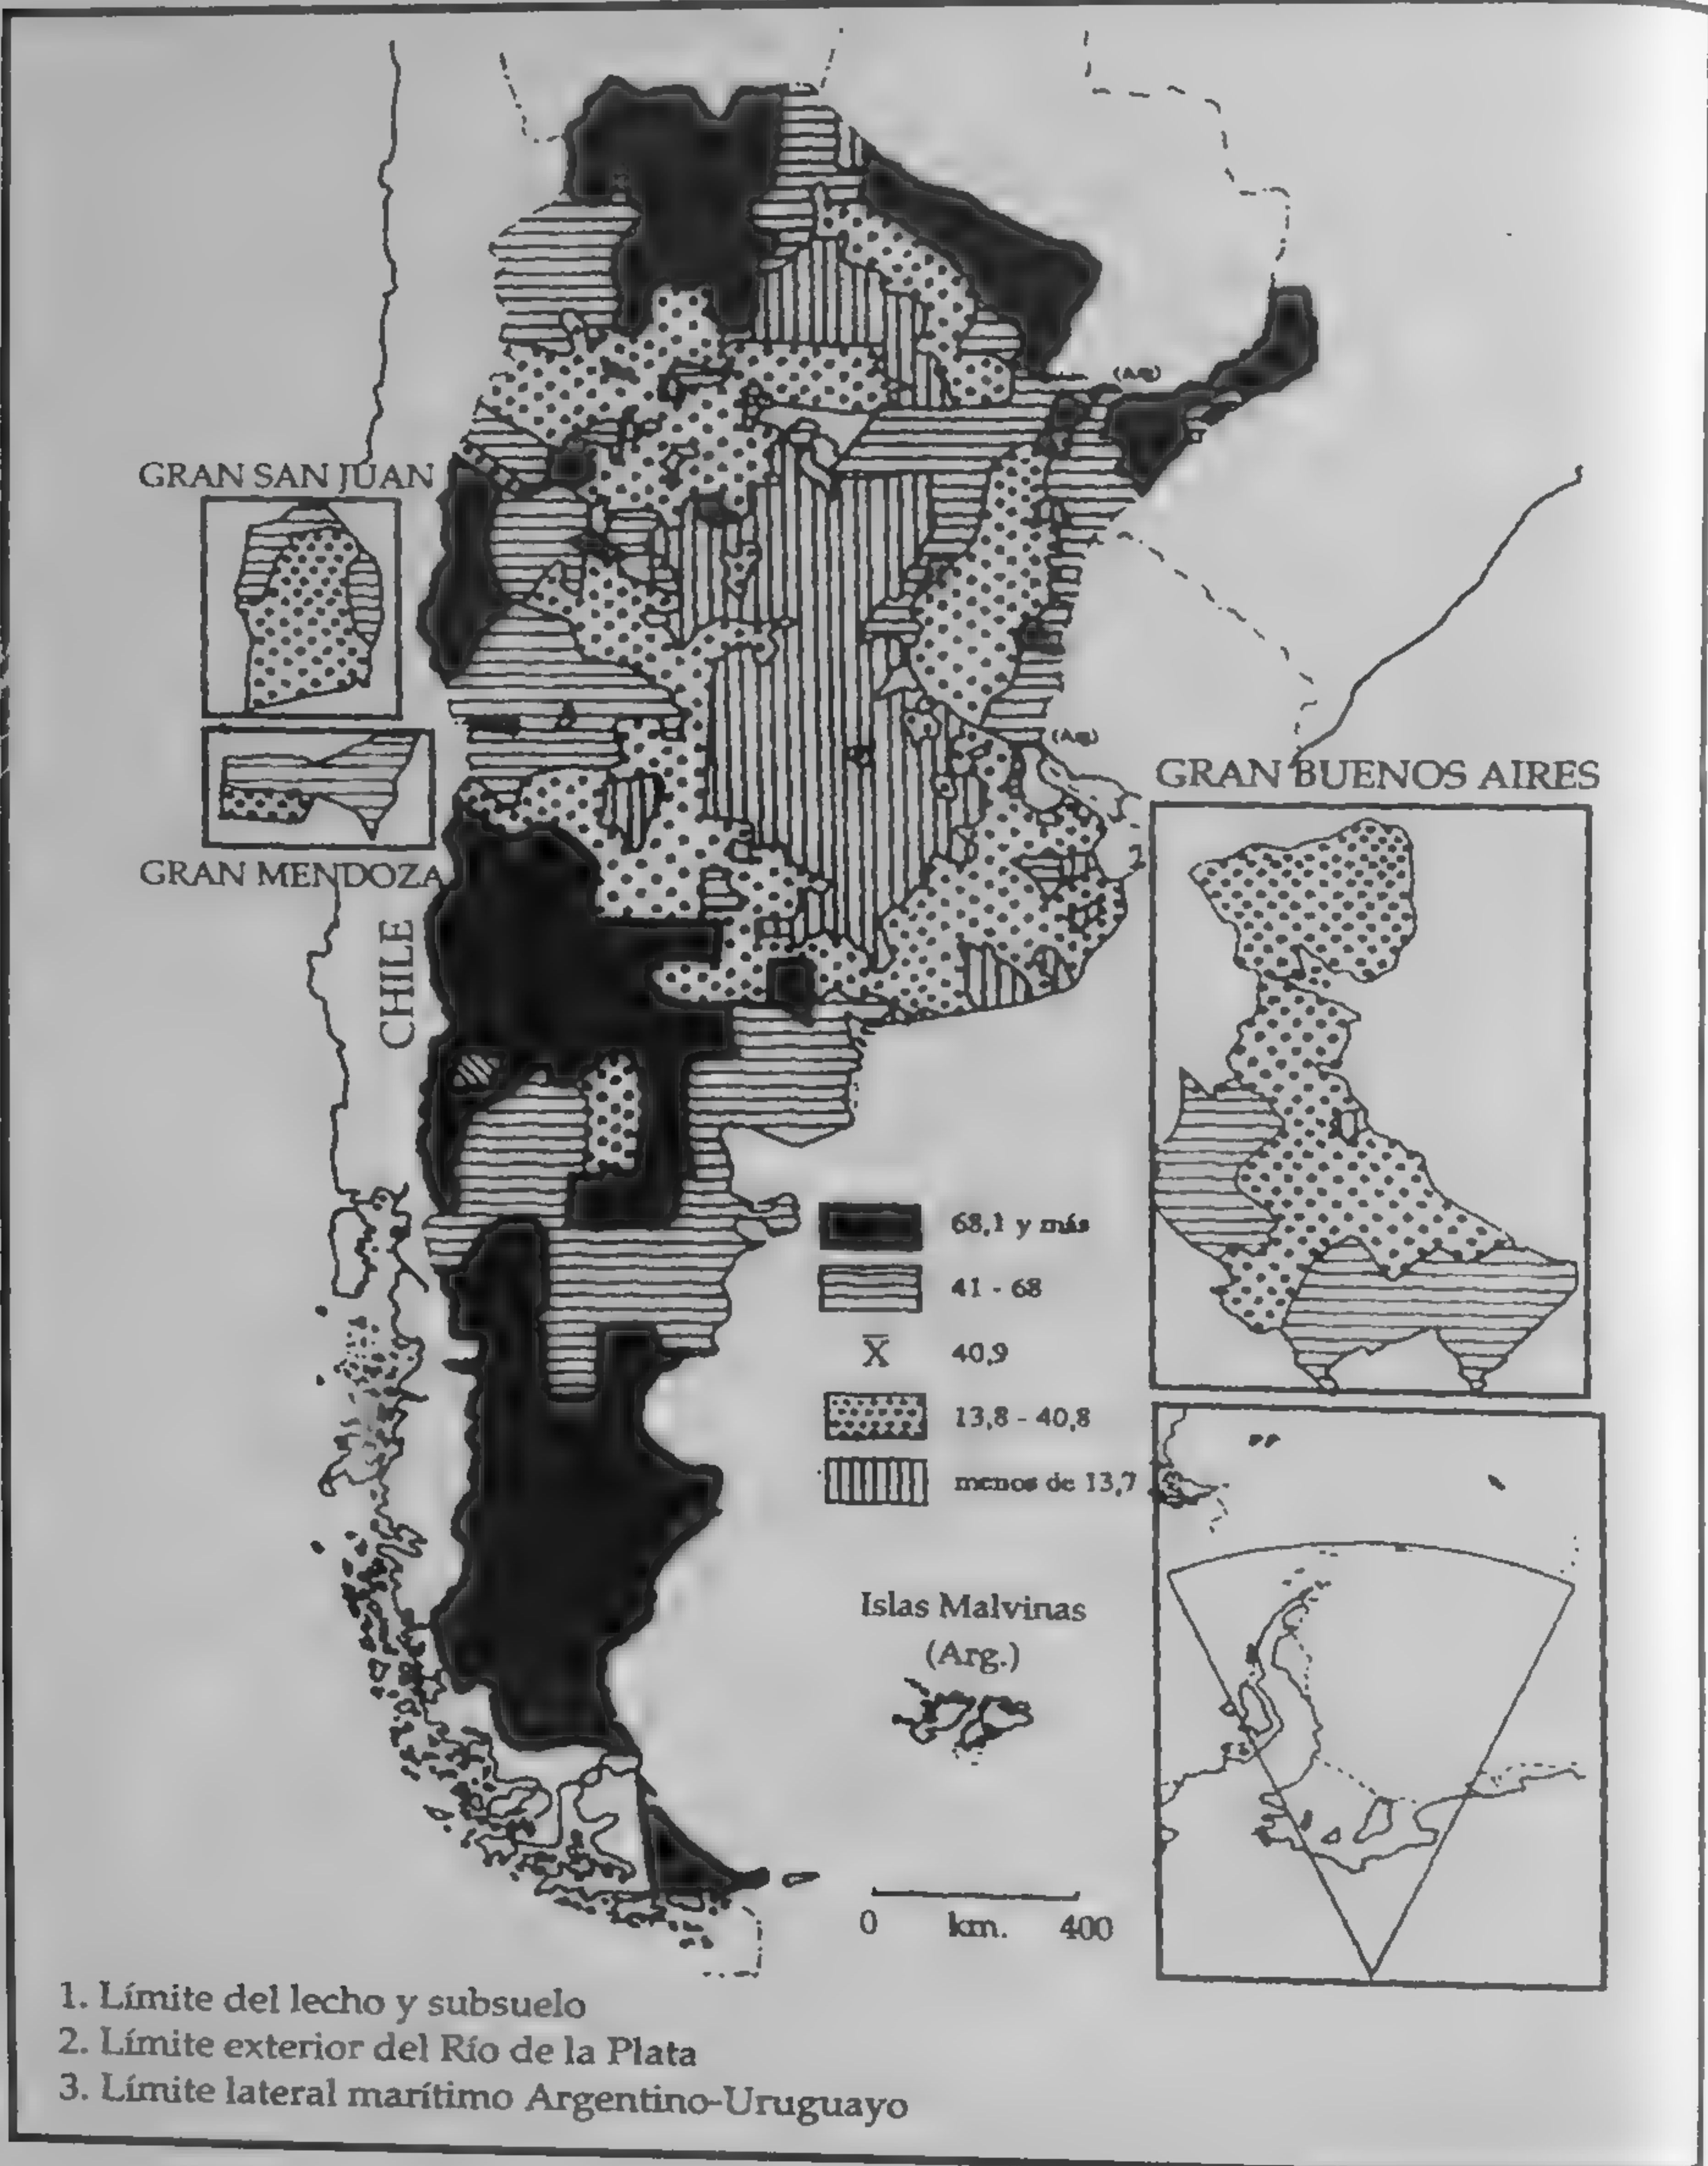 (Arg)
GRAN SAN JUAN
(Arg)
GRAN BUENOS AIRES
GRAN MENDOZA
CHILE
68,1 y más
41 - 68
X̅ 40,9
13,8 - 40,8
menos de 13,7
Islas Malvinas
(Arg.)
0 km. 400
1. Límite del lecho y subsuelo
2. Límite exterior del Río de la Plata
3. Límite lateral marítimo Argentino-Uruguayo